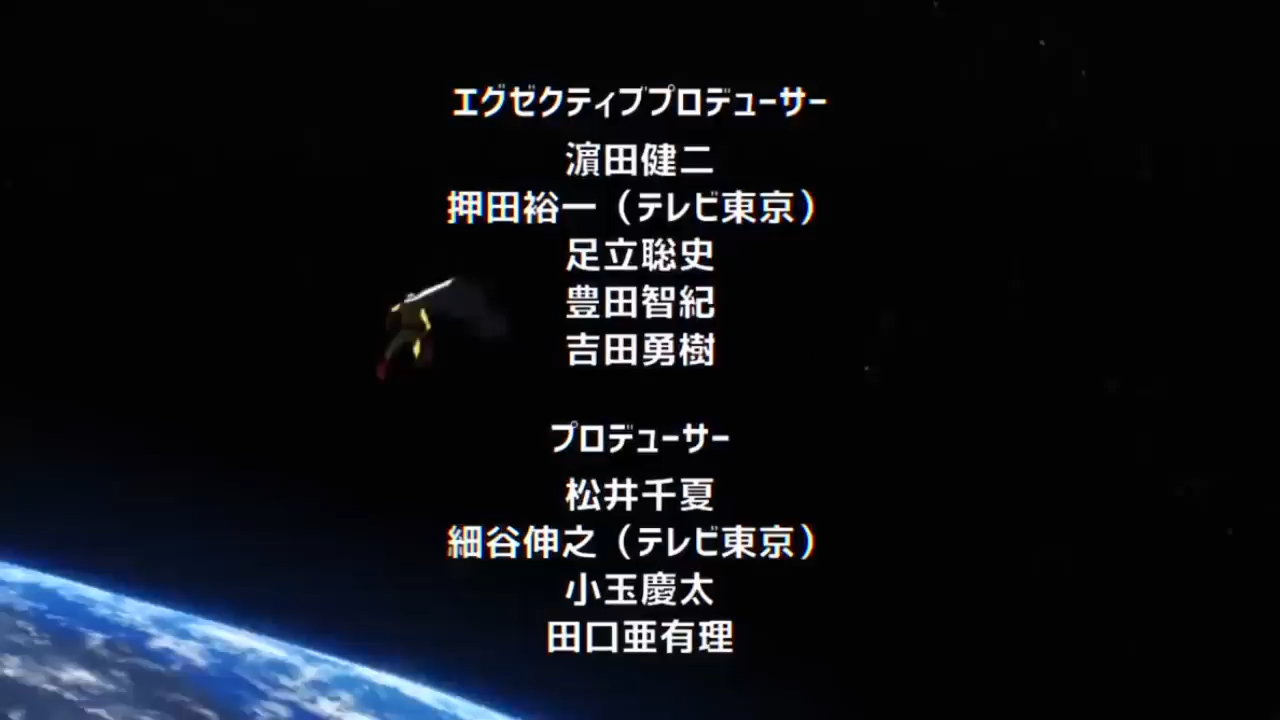 エグゼクティブプロデューサー
濵田健二
押田裕一（テレビ東京）
足立聡史
豊田智紀
吉田勇樹
プロデューサー
松井千夏
細谷伸之（テレビ東京）
小玉慶太
田口亜有理